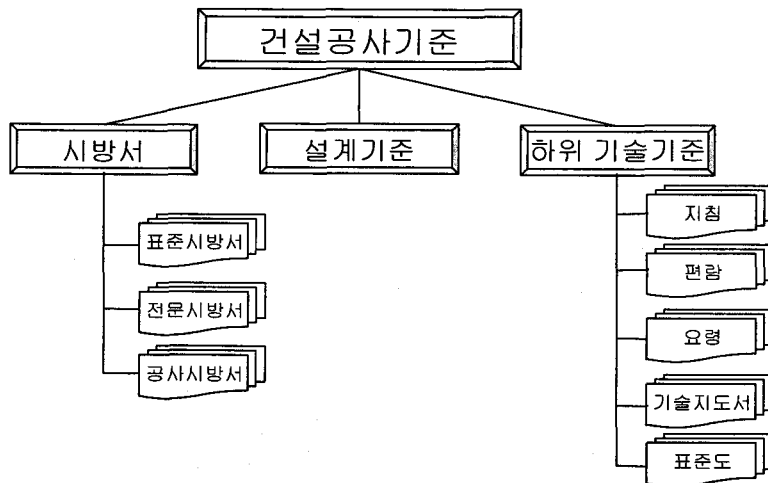 건설공사기준
시방서
설계기준
하위 기술기준
표준시방서
전문시방서
공사시방서
지침
편람
요령
기술지도서
표준도